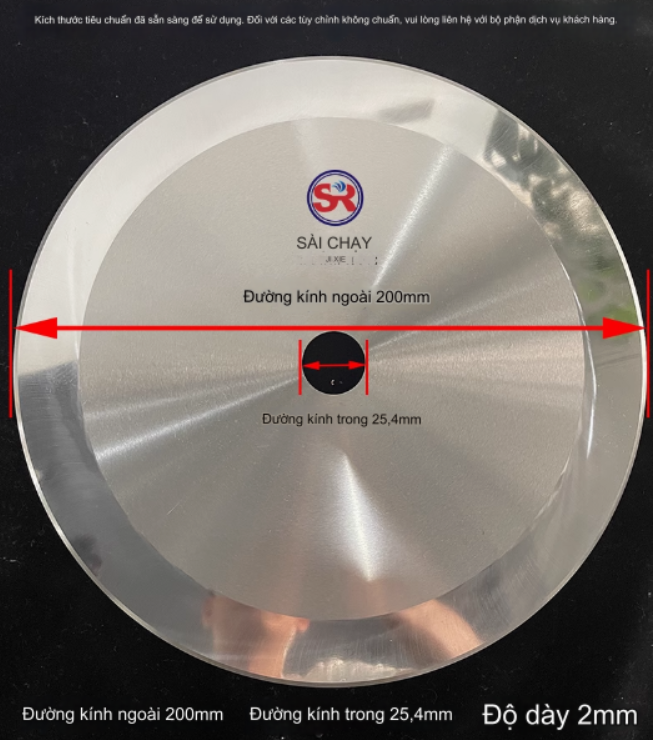 Kích thước tiêu chuẩn đã sẵn sàng để sử dụng. Đối với các tùy chỉnh không chuẩn, vui lòng liên hệ với bộ phận dịch vụ khách hàng.
SR
SÀI CHẠY
JI XIE
Đường kính ngoài 200mm
Đường kính trong 25,4mm
Đường kính ngoài 200mm Đường kính trong 25,4mm Độ dày 2mm